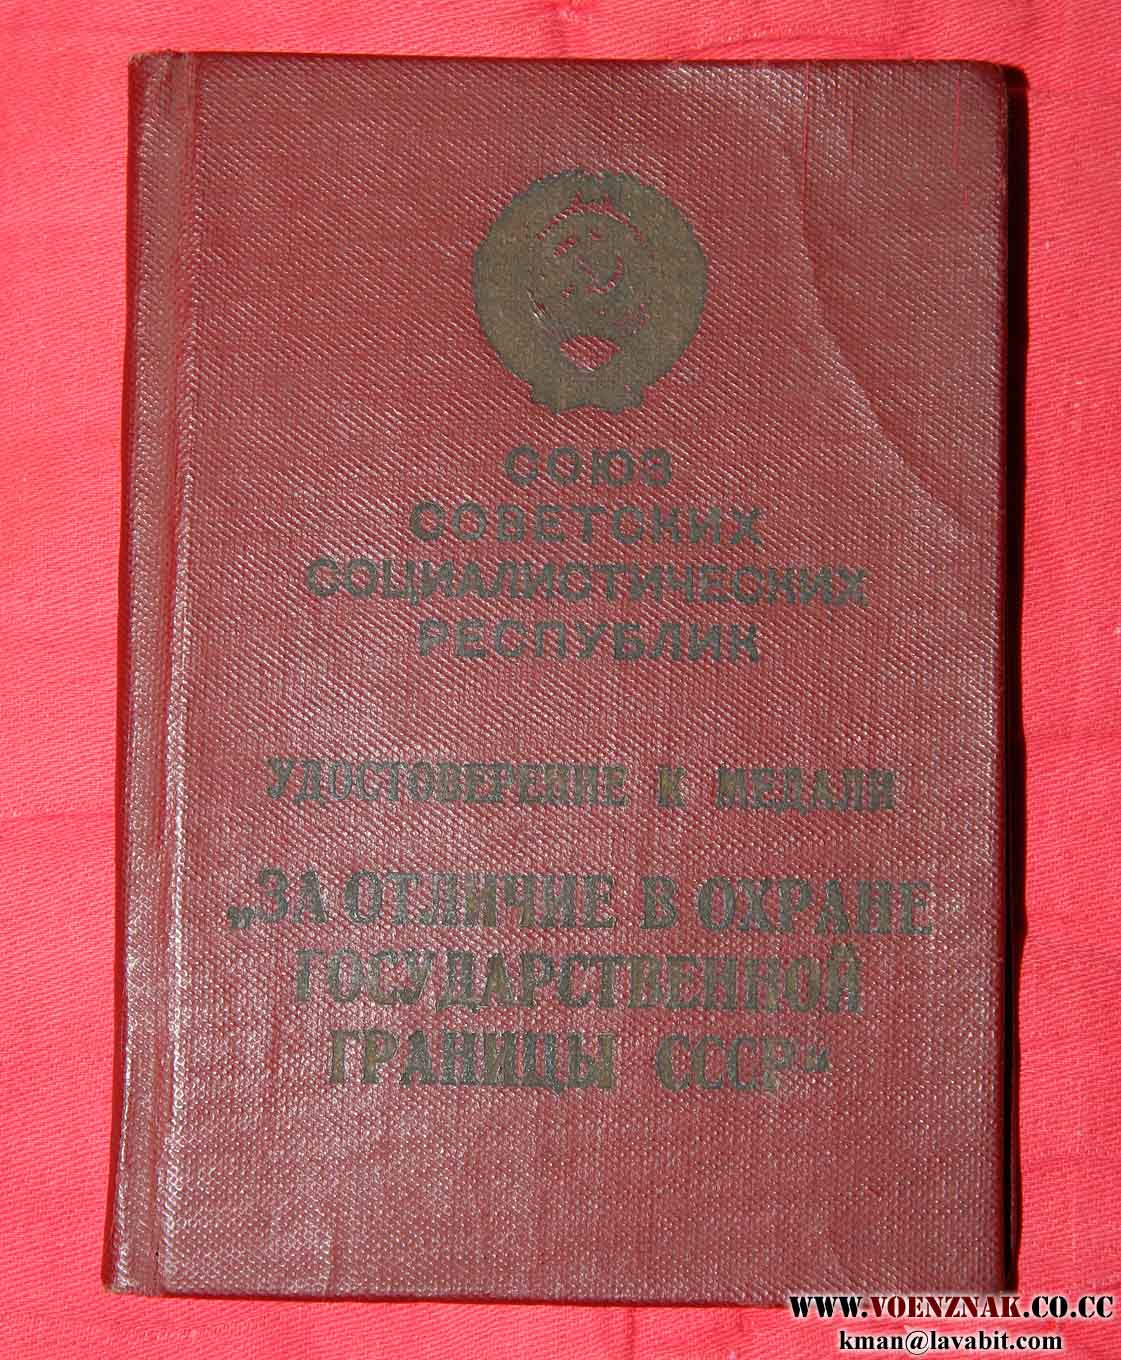 СОЮЗ
СОВЕТСКИХ
СОЦИАЛИСТИЧЕСКИХ
РЕСПУБЛИК
УДОСТОВЕРЕНИЕ К МЕДАЛИ
„ЗА ОТЛИЧИЕ В ОХРАНЕ
ГОСУДАРСТВЕННОЙ
ГРАНИЦЫ СССР“
WWW.VOENZNAK.CO.CC
kman@lavabit.com